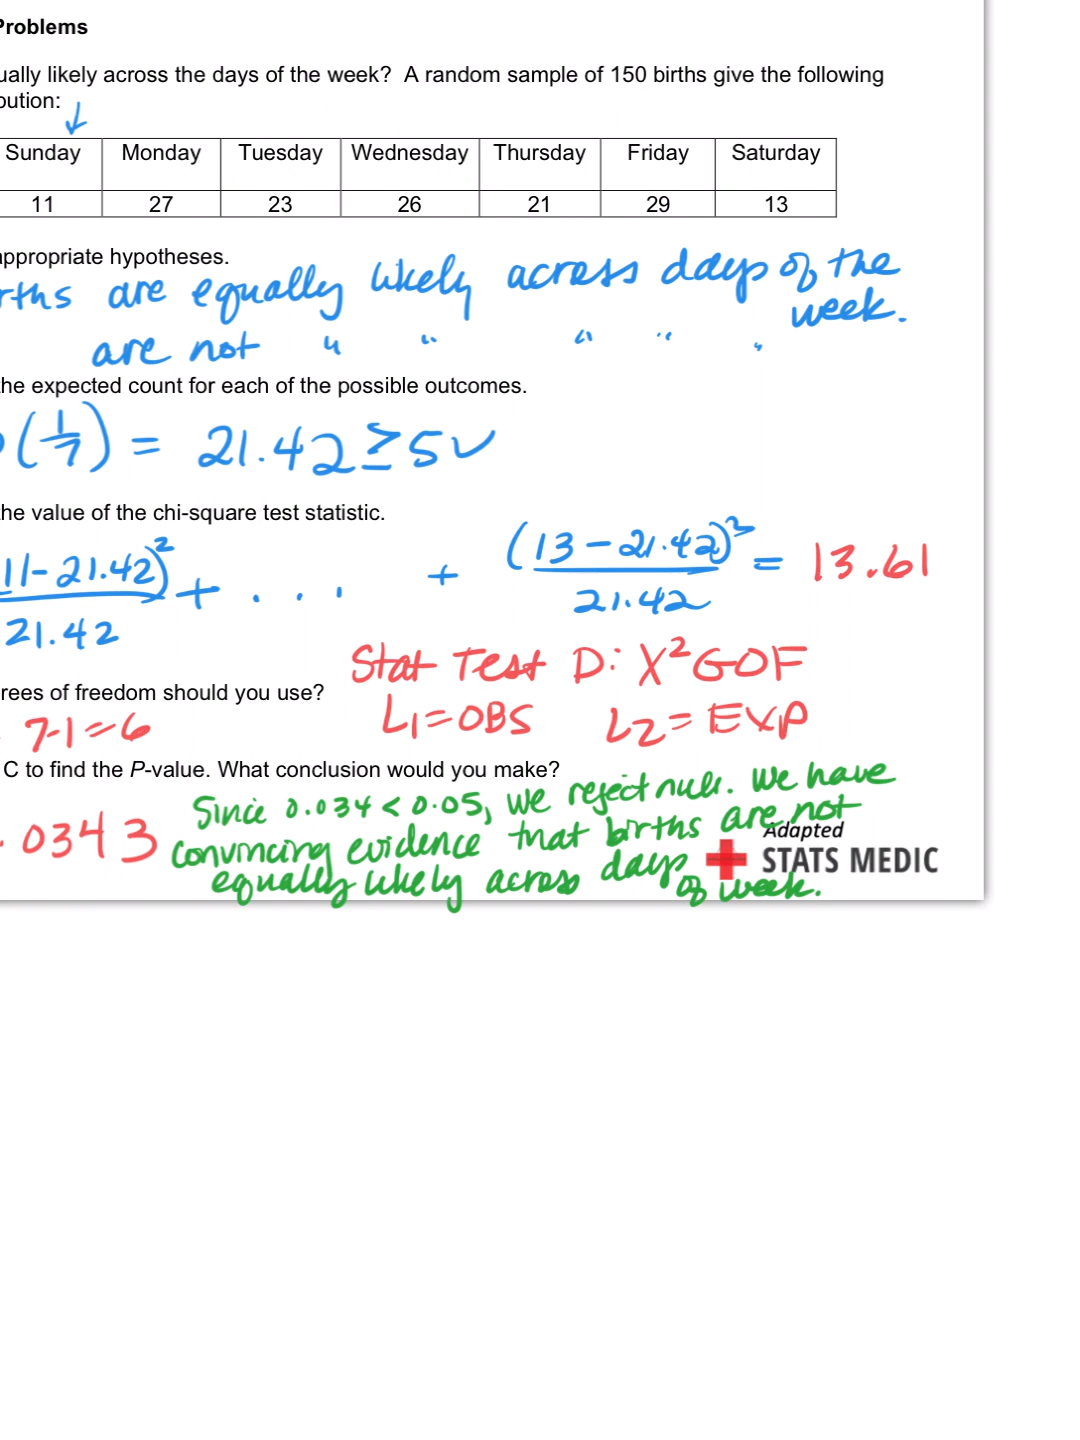 Problems
ually likely across the days of the week? A random sample of 150 births give the following
bution:
Sunday Monday Tuesday Wednesday Thursday Friday Saturday
11 27 23 26 21 29 13
appropriate hypotheses.
rths are equally likely across days of the
week.
are not " " " " "
the expected count for each of the possible outcomes.
(1/7) = 21.42 ≥ 5 ✓
the value of the chi-square test statistic.
11-21.42)²/21.42 + ... + (13-21.42)²/21.42 = 13.61
Stat Test D: X² GOF
rees of freedom should you use?
7-1=6 L1=OBS L2=EXP
C to find the P-value. What conclusion would you make?
.0343
Since 0.034 < 0.05, we reject null. We have
convincing evidence that births are not
equally likely across days
of week.
Adapted
STATS MEDIC